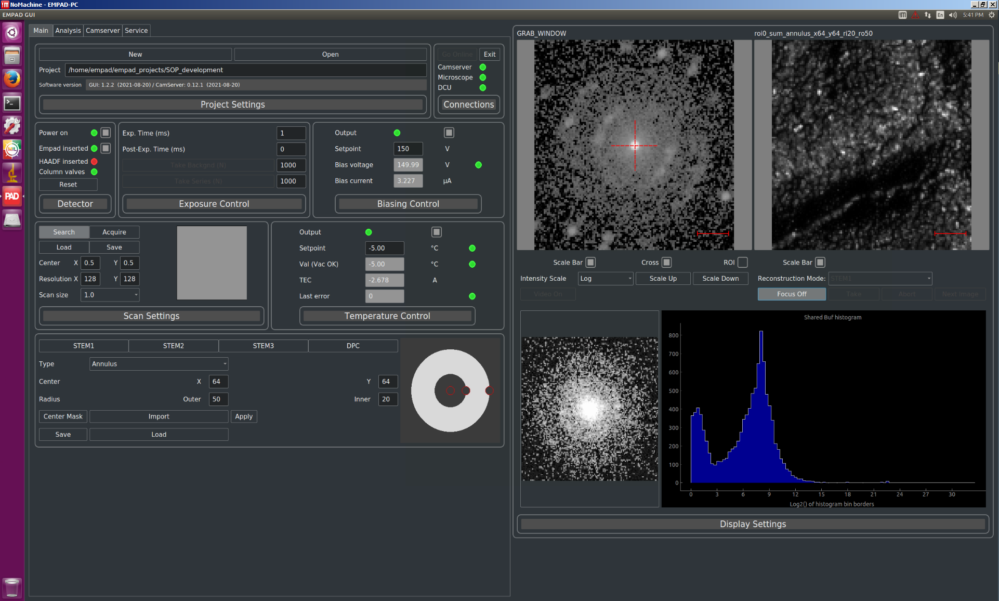 NoMachine - EMPAD-PC
EMPAD GUI
En
5:41 PM
Main Analysis Camserver Service
New Open
Project /home/empad/empad_projects/SOP_development
Software version GUI: 1.2.2 (2021-08-20) / CamServer: 0.12.1 (2021-08-20)
Project Settings
Go Online Exit
Camserver
Microscope
DCU
Connections
Power on
Empad inserted
HAADF inserted
Column valves
Reset
Detector
Exp. Time (ms) 1
Post-Exp. Time (ms) 0
Take Backgnd (N) 1000
Take Series (N) 1000
Exposure Control
Output
Setpoint 150 V
Bias voltage 149.99 V
Bias current 3.227 µA
Biasing Control
Search Acquire
Load Save
Center X 0.5 Y 0.5
Resolution X 128 Y 128
Scan size 1.0
Scan Settings
Output
Setpoint -5.00 °C
Val (Vac OK) -5.00 °C
TEC -2.678 A
Last error 0
Temperature Control
STEM1 STEM2 STEM3 DPC
Type Annulus
Center X 64 Y 64
Radius Outer 50 Inner 20
Center Mask Import Apply
Save Load
MIL
PAD
GRAB_WINDOW
roi0_sum_annulus_x64_y64_ri20_ro50
Scale Bar Cross ROI Scale Bar
Intensity Scale Log Scale Up Scale Down Reconstruction Mode: STEM1
Video On Focus Off Take Abort Next Image
Shared Buf histogram
800
700
600
500
400
300
200
100
0
0 3 6 9 12 15 18 21 24 27 30
Log2() of histogram bin borders
Display Settings